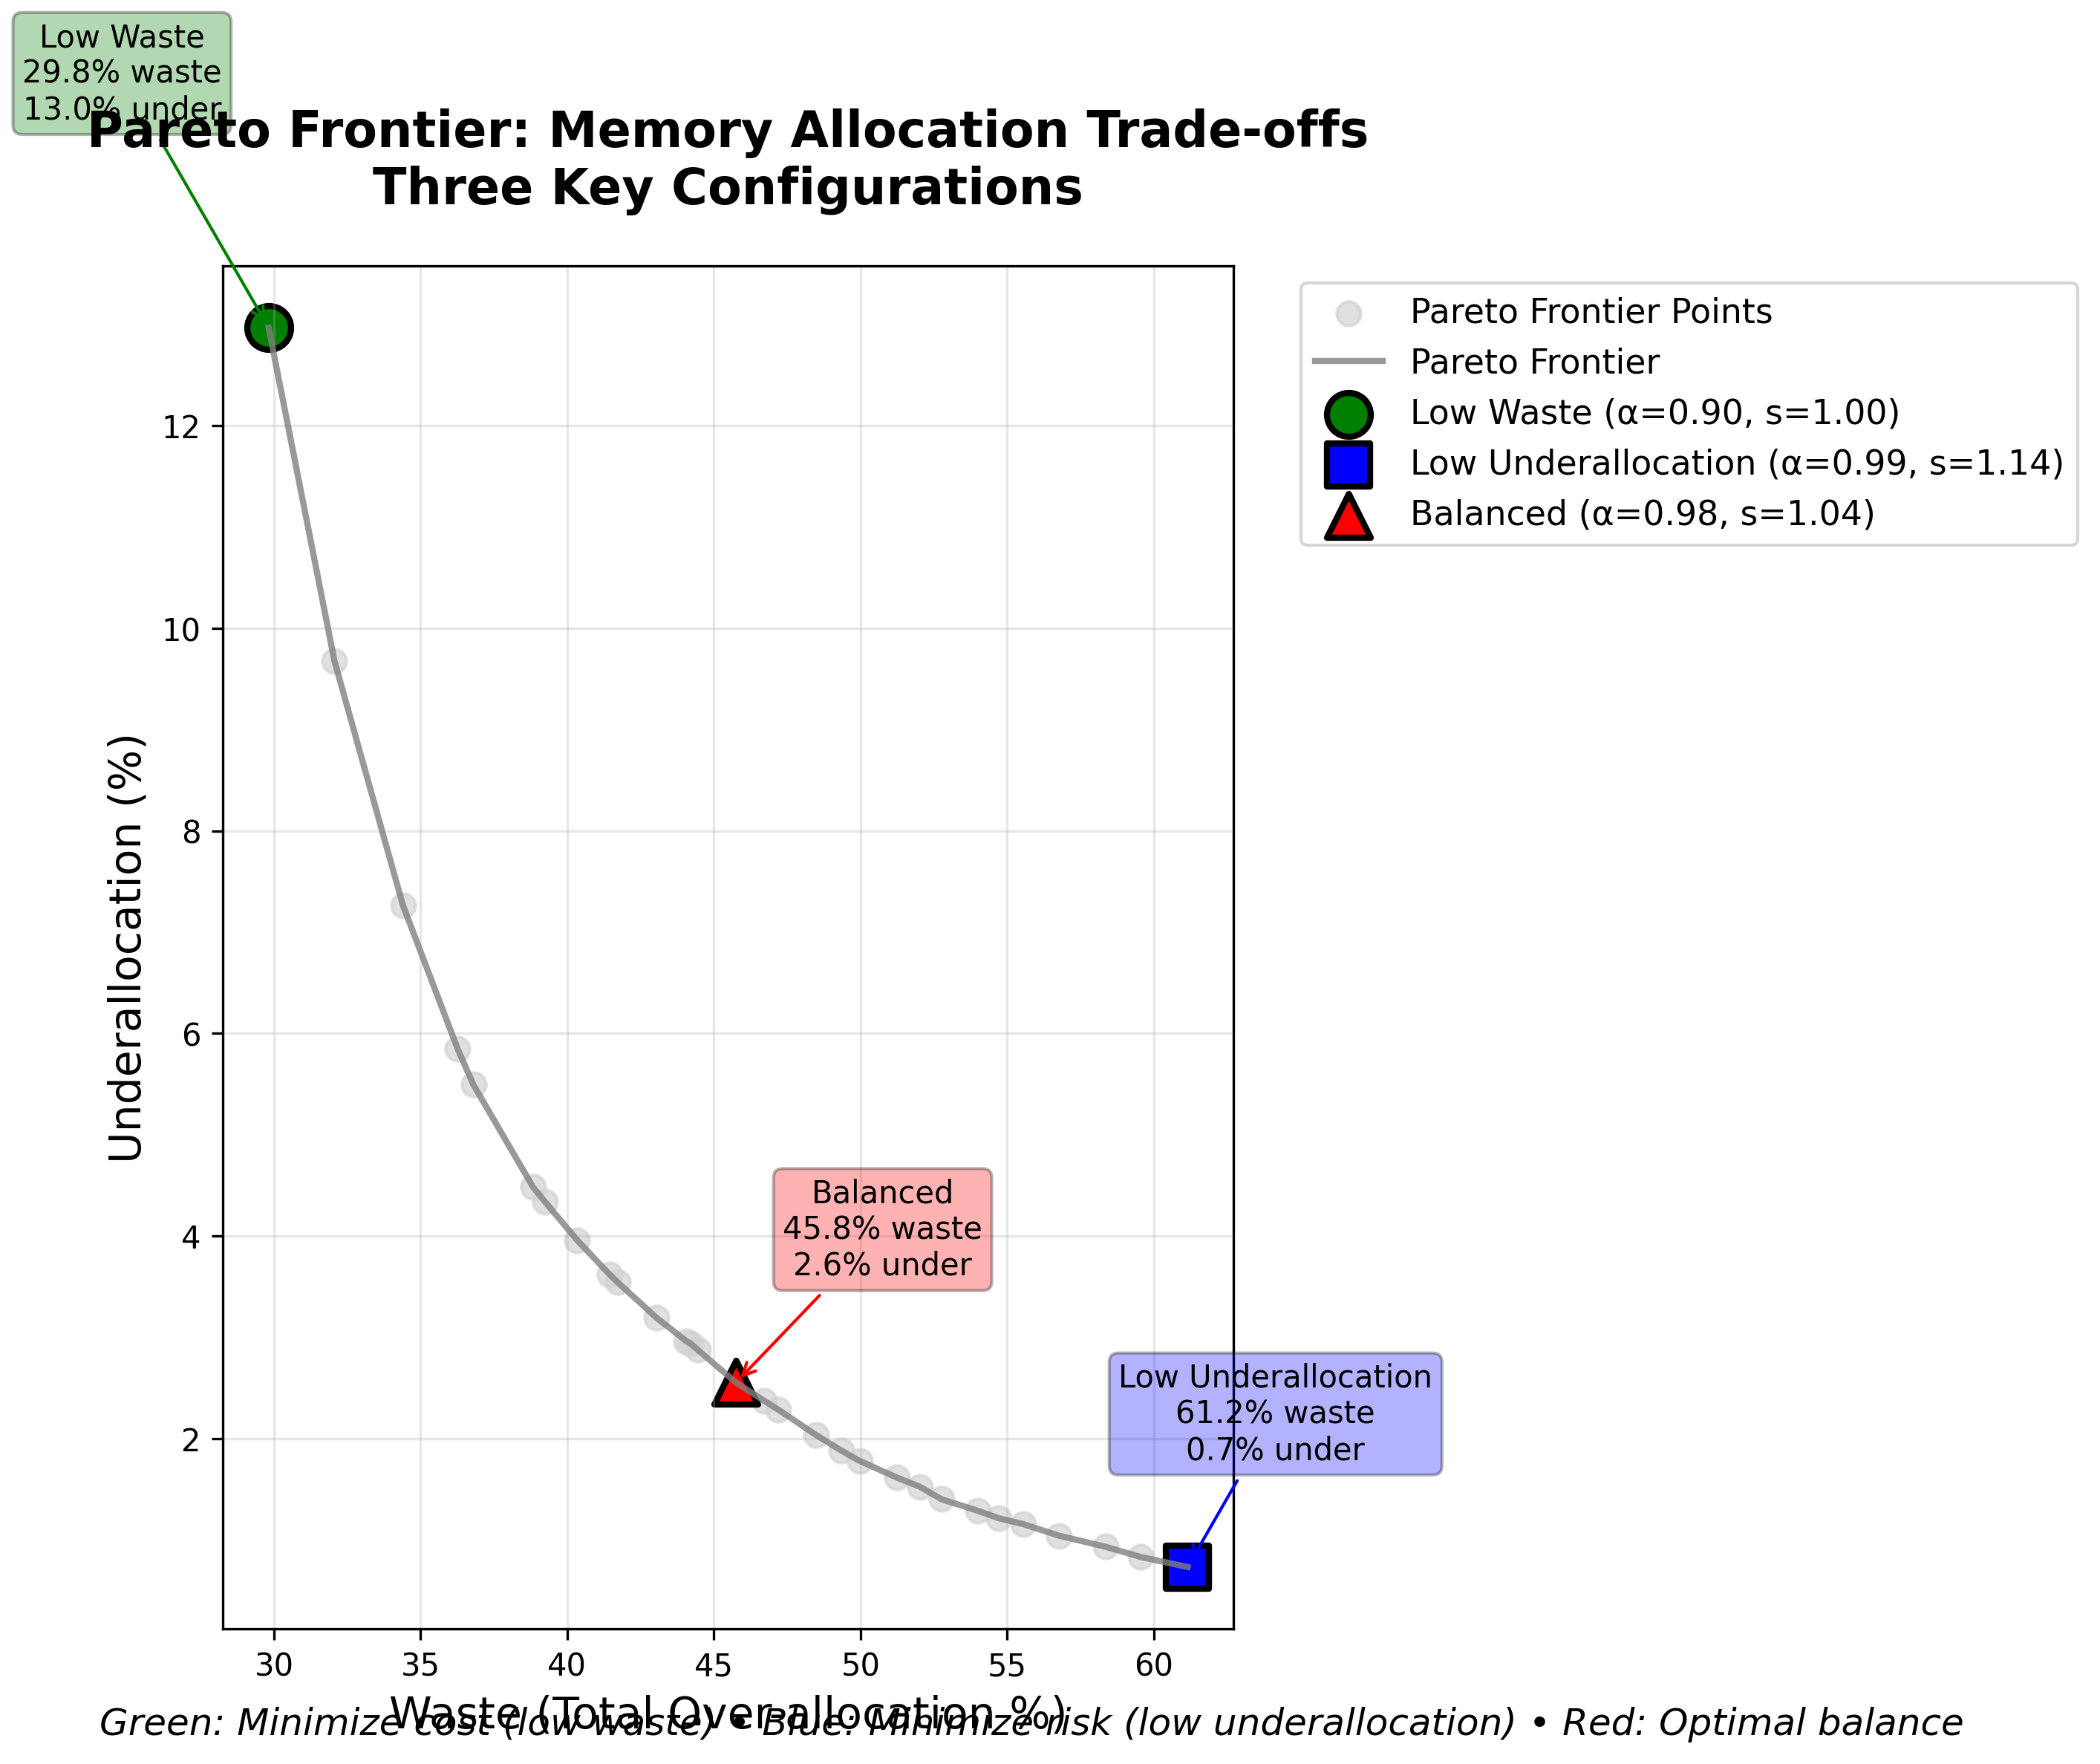 Low Waste
29.8% waste
13.0% under
Pareto Frontier: Memory Allocation Trade-offs
Three Key Configurations
Pareto Frontier Points
Pareto Frontier
Low Waste (α=0.90, s=1.00)
Low Underallocation (α=0.99, s=1.14)
Balanced (α=0.98, s=1.04)
Underallocation (%)
12
10
8
6
4
2
Balanced
45.8% waste
2.6% under
Low Underallocation
61.2% waste
0.7% under
30 35 40 45 50 55 60
Waste (Total Over-allocation %)
Green: Minimize cost (low waste) • Blue: Minimize risk (low underallocation) • Red: Optimal balance